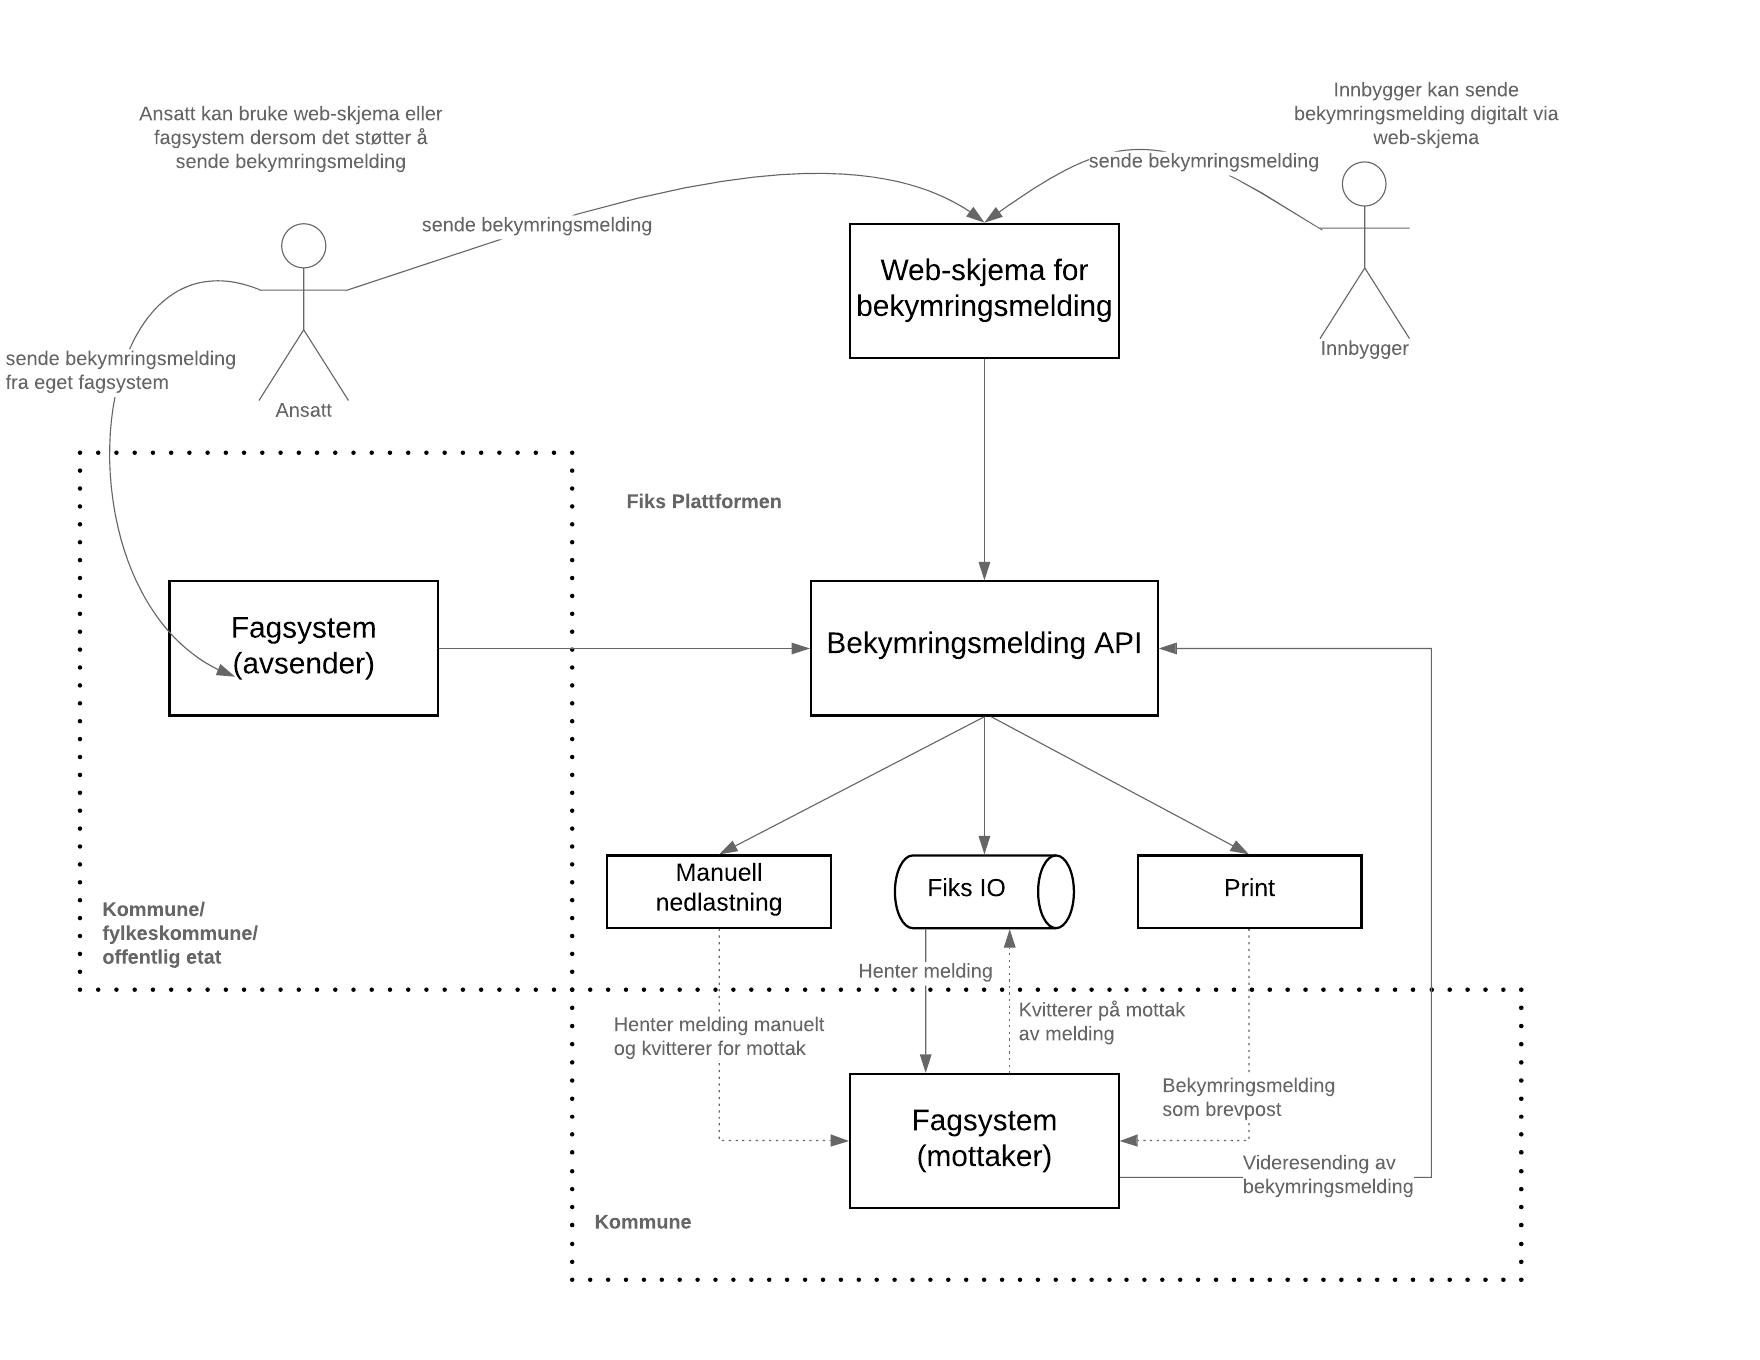 Innbygger kan sende
bekymringsmelding digitalt via
web-skjema
Ansatt kan bruke web-skjema eller
fagsystem dersom det støtter å
sende bekymringsmelding
sende bekymringsmelding
sende bekymringsmelding
Web-skjema for
bekymringsmelding
Innbygger
sende bekymringsmelding
fra eget fagsystem
Ansatt
Fiks Plattformen
Fagsystem
(avsender)
Bekymringsmelding API
Manuell
nedlastning
Fiks IO
Print
Kommune/
fylkeskommune/
offentlig etat
Henter melding
Henter melding manuelt
og kvitterer for mottak
Kvitterer på mottak
av melding
Bekymringsmelding
som brevpost
Fagsystem
(mottaker)
Videresending av
bekymringsmelding
Kommune